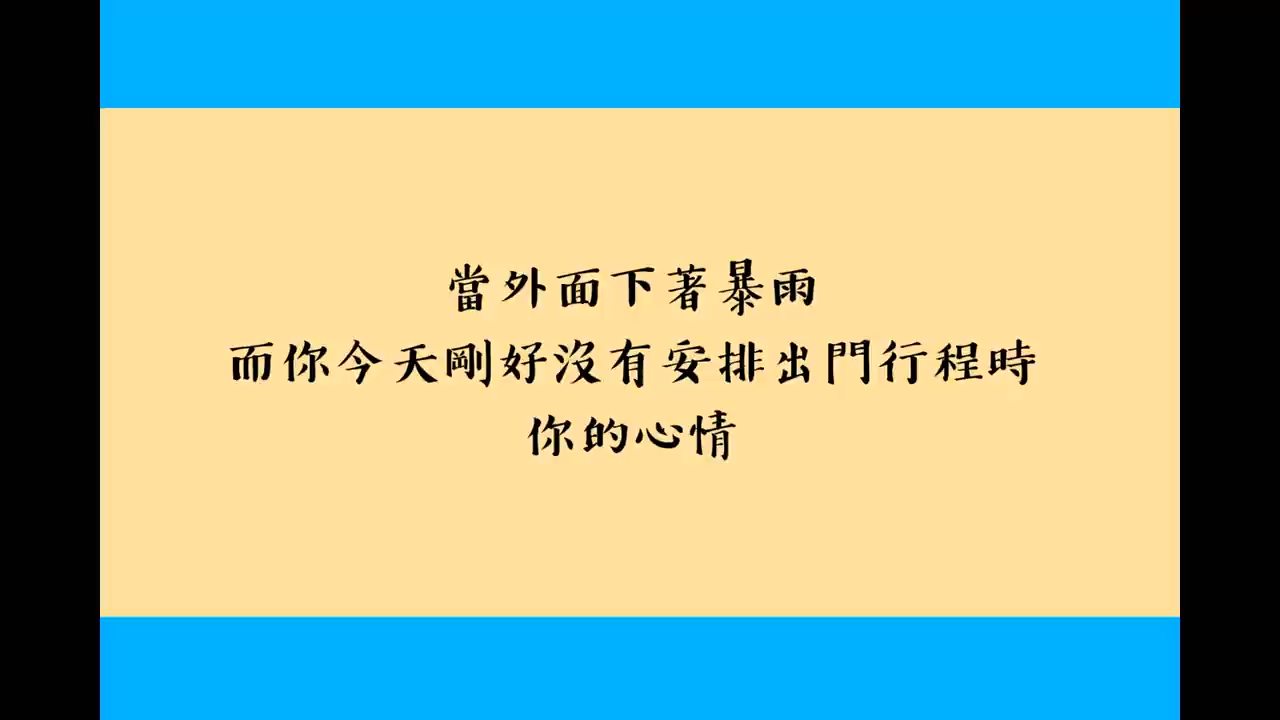 當外面下著暴雨
而你今天剛好沒有安排出門行程時
你的心情